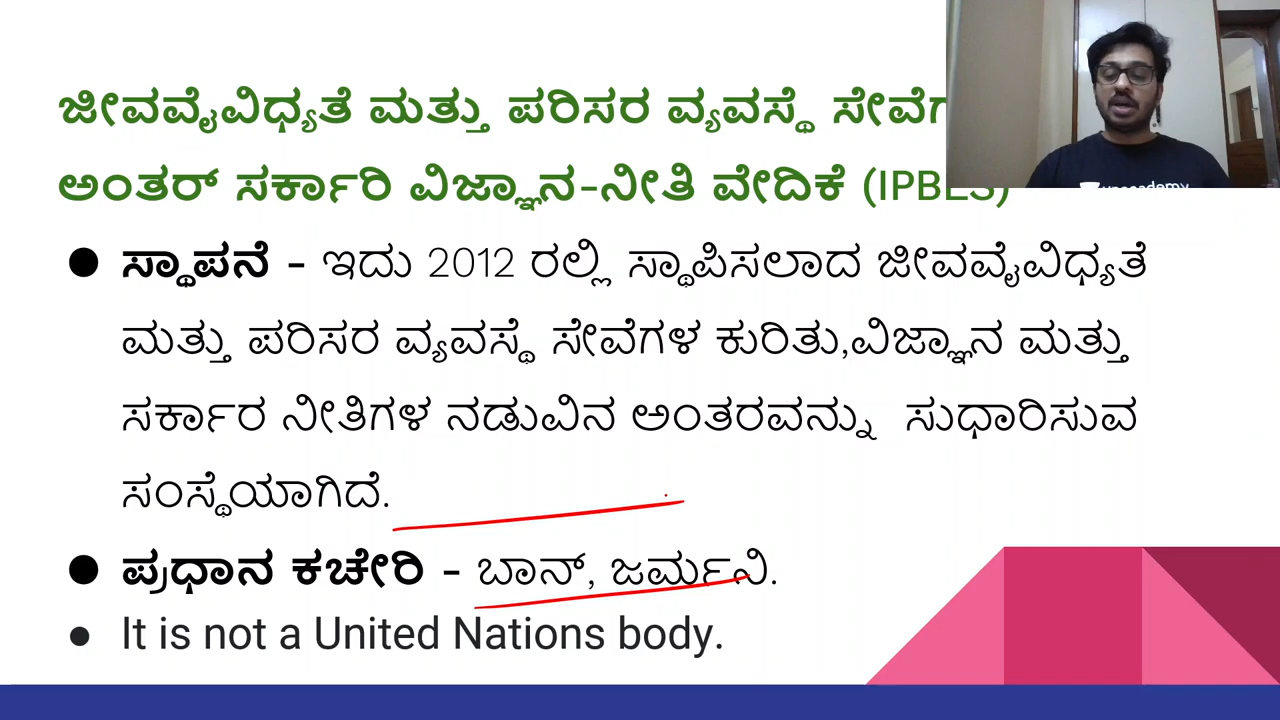 ಜೀವವೈವಿಧ್ಯತೆ ಮತ್ತು ಪರಿಸರ ವ್ಯವಸ್ಥೆ
ಅಂತರ್ ಸರ್ಕಾರಿ ವಿಜ್ಞಾನ-ನೀತಿ ವೇದಿಕೆ (IPBES)
● ಸ್ಥಾಪನೆ - ಇದು 2012 ರಲ್ಲಿ ಸ್ಥಾಪಿಸಲಾದ ಜೀವವೈವಿಧ್ಯತೆ
ಮತ್ತು ಪರಿಸರ ವ್ಯವಸ್ಥೆ ಸೇವೆಗಳ ಕುರಿತು,ವಿಜ್ಞಾನ ಮತ್ತು
ಸರ್ಕಾರ ನೀತಿಗಳ ನಡುವಿನ ಅಂತರವನ್ನು ಸುಧಾರಿಸುವ
ಸಂಸ್ಥೆಯಾಗಿದೆ.
● ಪ್ರಧಾನ ಕಚೇರಿ - ಬಾನ್, ಜರ್ಮನಿ.
● It is not a United Nations body.